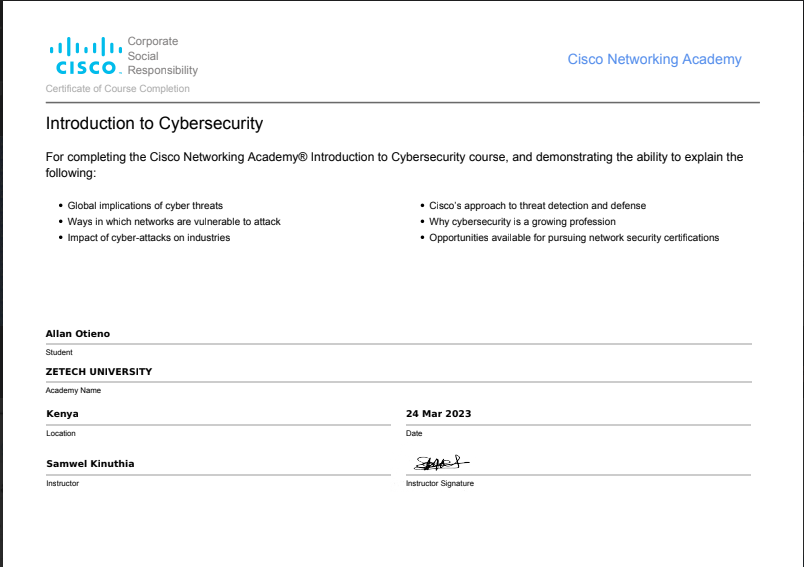 Corporate
Social
CISCO Responsibility
Cisco Networking Academy
Certificate of Course Completion
Introduction to Cybersecurity
For completing the Cisco Networking Academy® Introduction to Cybersecurity course, and demonstrating the ability to explain the
following:
• Global implications of cyber threats
• Ways in which networks are vulnerable to attack
• Impact of cyber-attacks on industries
• Cisco's approach to threat detection and defense
• Why cybersecurity is a growing profession
• Opportunities available for pursuing network security certifications
Allan Otieno
Student
ZETECH UNIVERSITY
Academy Name
Kenya
Location
24 Mar 2023
Date
Samwel Kinuthia
Instructor
Instructor Signature